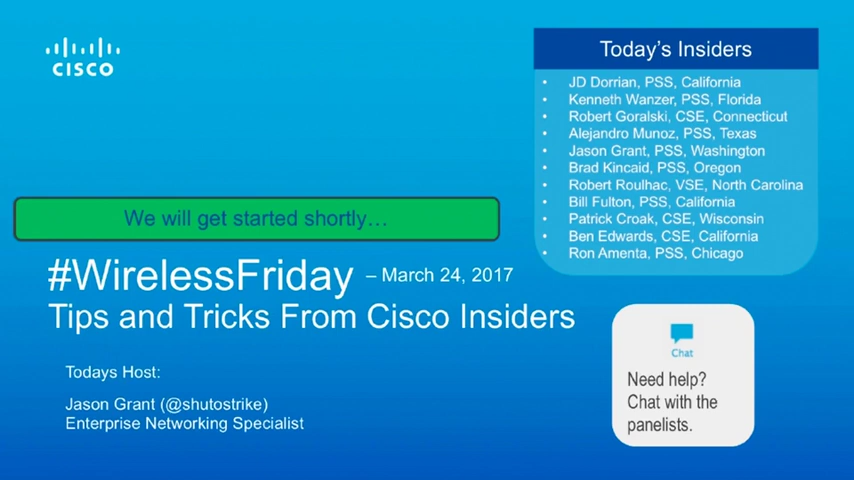 CISCO
Today's Insiders
• JD Dorrian, PSS, California
• Kenneth Wanzer, PSS, Florida
• Robert Goralski, CSE, Connecticut
• Alejandro Munoz, PSS, Texas
• Jason Grant, PSS, Washington
• Brad Kincaid, PSS, Oregon
• Robert Roulhac, VSE, North Carolina
• Bill Fulton, PSS, California
• Patrick Croak, CSE, Wisconsin
• Ben Edwards, CSE, California
• Ron Amenta, PSS, Chicago
We will get started shortly…
#WirelessFriday – March 24, 2017
Tips and Tricks From Cisco Insiders
Todays Host:
Jason Grant (@shutostrike)
Enterprise Networking Specialist
Chat
Need help?
Chat with the
panelists.